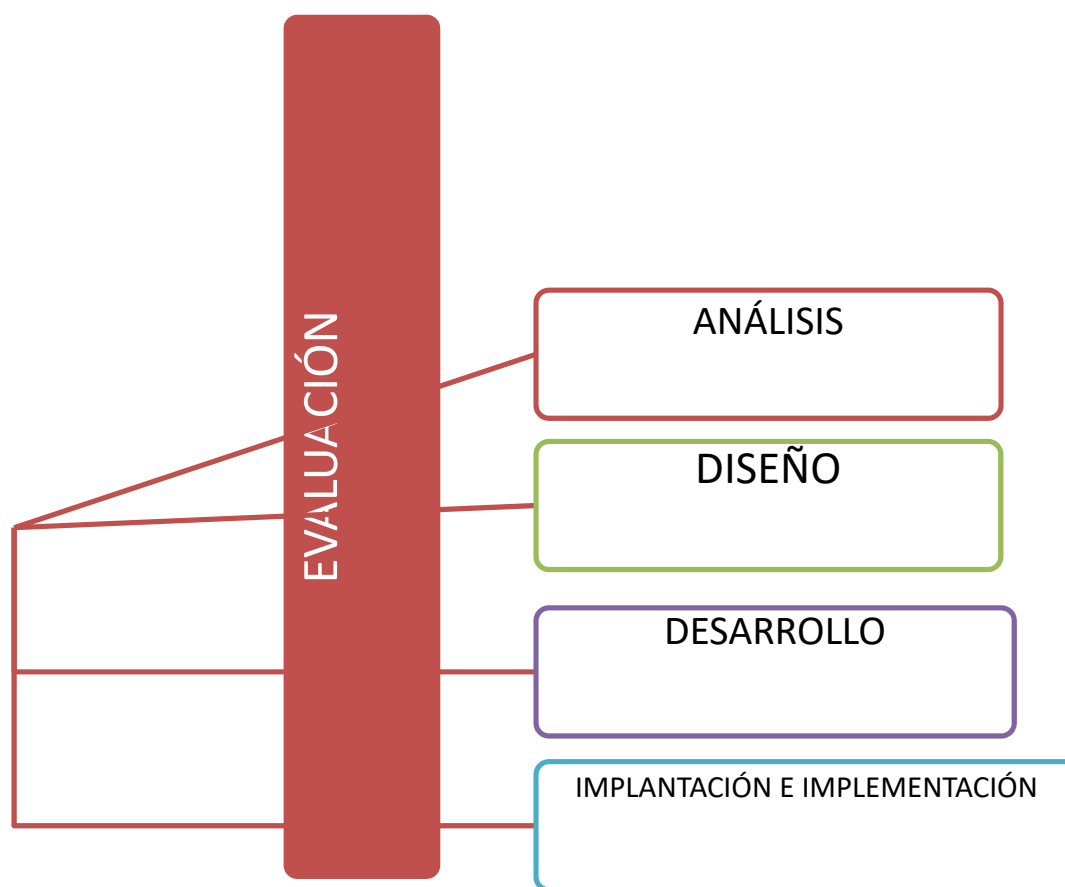 EVALUACIÓN
ANÁLISIS
DISEÑO
DESARROLLO
IMPLANTACIÓN E IMPLEMENTACIÓN